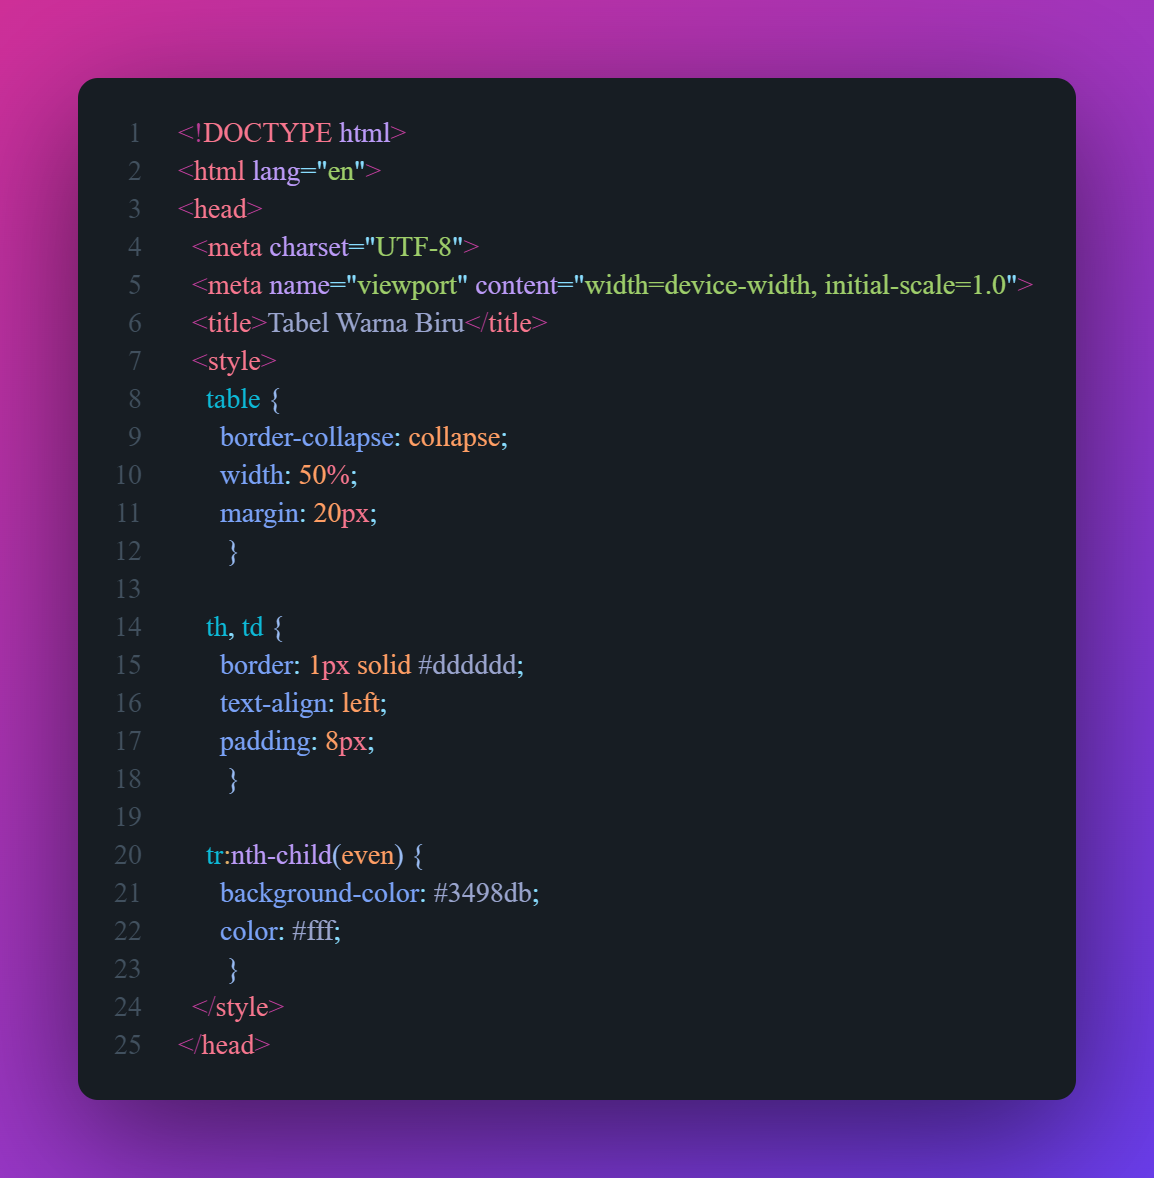 1 <!DOCTYPE html>
2 <html lang="en">
3 <head>
4   <meta charset="UTF-8">
5   <meta name="viewport" content="width=device-width, initial-scale=1.0">
6   <title>Tabel Warna Biru</title>
7   <style>
8     table {
9       border-collapse: collapse;
10       width: 50%;
11       margin: 20px;
12        }
13
14     th, td {
15       border: 1px solid #dddddd;
16       text-align: left;
17       padding: 8px;
18        }
19
20     tr:nth-child(even) {
21       background-color: #3498db;
22       color: #fff;
23        }
24   </style>
25 </head>